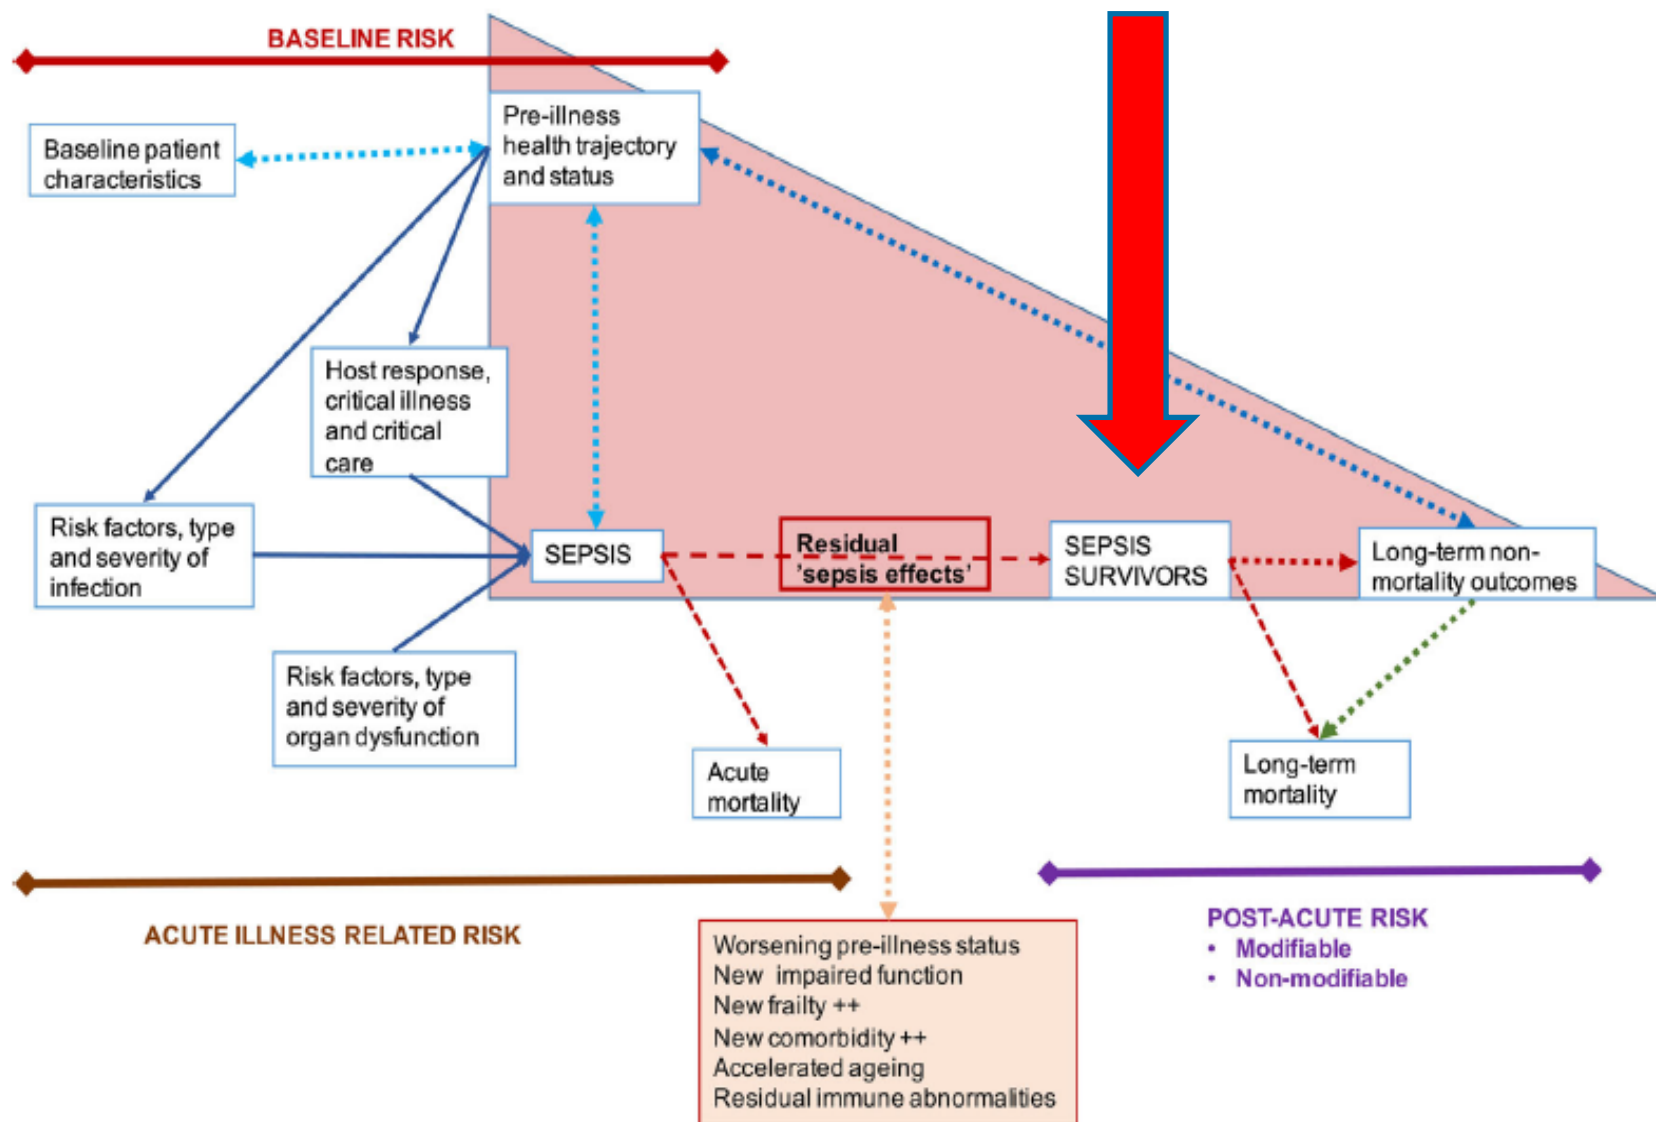 BASELINE RISK
Pre-illness
health trajectory
and status
Baseline patient
characteristics
Host response,
critical illness
and critical
care
Risk factors, type
and severity of
infection
SEPSIS
Residual
'sepsis effects'
SEPSIS
SURVIVORS
Long-term non-
mortality outcomes
Risk factors, type
and severity of
organ dysfunction
Acute
mortality
Long-term
mortality
ACUTE ILLNESS RELATED RISK
POST-ACUTE RISK
• Modifiable
• Non-modifiable
Worsening pre-illness status
New impaired function
New frailty ++
New comorbidity ++
Accelerated ageing
Residual immune abnormalities